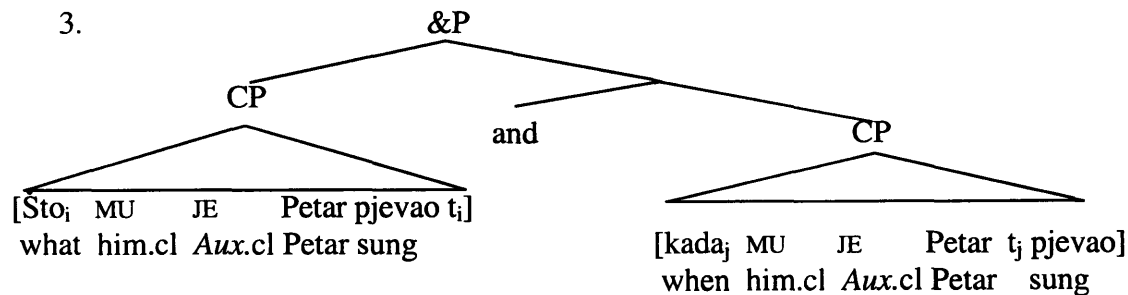 3.
&P
CP
and
CP
[Što_i MU JE Petar pjevao t_i]
what him.cl Aux.cl Petar sung
[kada_j MU JE Petar t_j pjevao]
when him.cl Aux.cl Petar sung